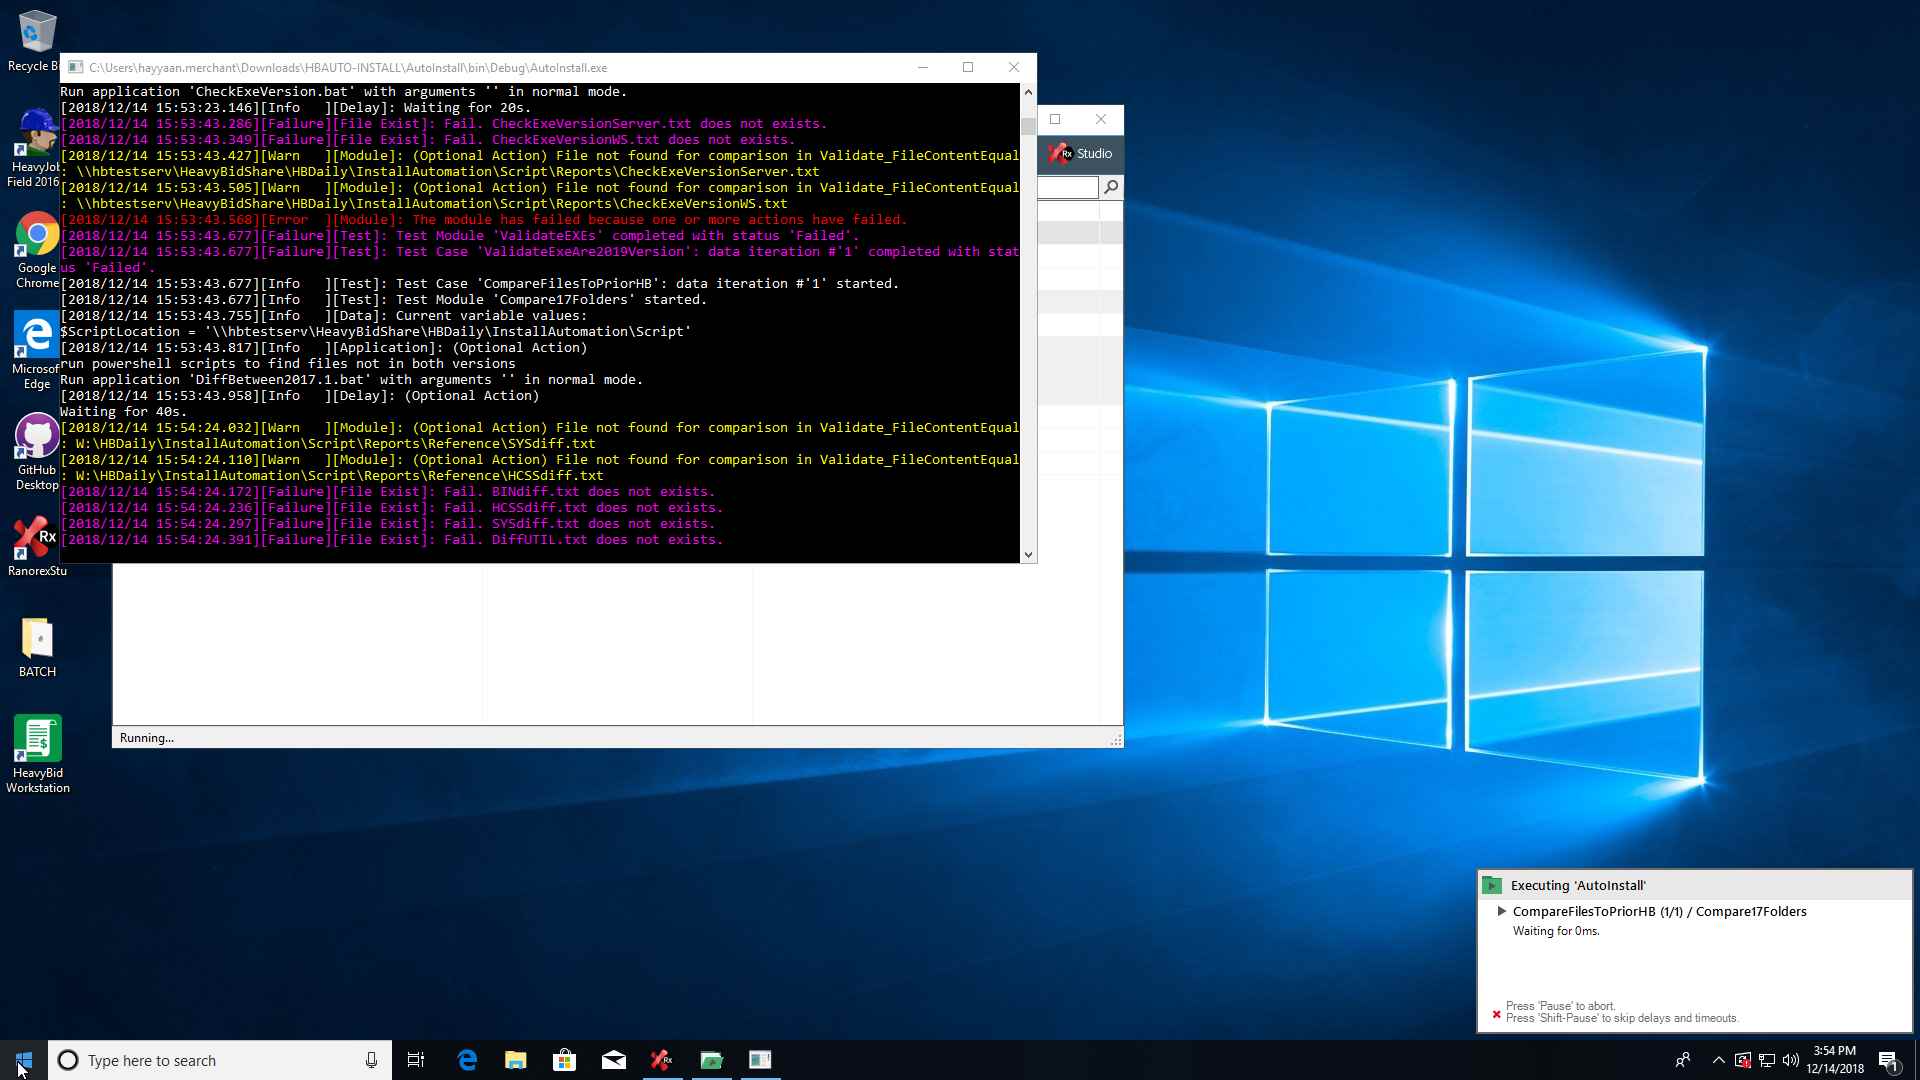 Recycle B
HeavyJob
Field 2016
Google
Chrome
Microsof
Edge
GitHub
Desktop
RanorexStu
BATCH
HeavyBid
Workstation
C:\Users\hayyaan.merchant\Downloads\HBAUTO-INSTALL\AutoInstall\bin\Debug\AutoInstall.exe
Run application 'CheckExeVersion.bat' with arguments '' in normal mode.
[2018/12/14 15:53:23.146][Info   ][Delay]: Waiting for 20s.
[2018/12/14 15:53:43.286][Failure][File Exist]: Fail. CheckExeVersionServer.txt does not exists.
[2018/12/14 15:53:43.349][Failure][File Exist]: Fail. CheckExeVersionWS.txt does not exists.
[2018/12/14 15:53:43.427][Warn   ][Module]: (Optional Action) File not found for comparison in Validate_FileContentEqual
: \\hbtestserv\HeavyBidShare\HBDaily\InstallAutomation\Script\Reports\CheckExeVersionServer.txt
[2018/12/14 15:53:43.505][Warn   ][Module]: (Optional Action) File not found for comparison in Validate_FileContentEqual
: \\hbtestserv\HeavyBidShare\HBDaily\InstallAutomation\Script\Reports\CheckExeVersionWS.txt
[2018/12/14 15:53:43.568][Error  ][Module]: The module has failed because one or more actions have failed.
[2018/12/14 15:53:43.677][Failure][Test]: Test Module 'ValidateEXEs' completed with status 'Failed'.
[2018/12/14 15:53:43.677][Failure][Test]: Test Case 'ValidateExeAre2019Version': data iteration #'1' completed with stat
us 'Failed'.
[2018/12/14 15:53:43.677][Info   ][Test]: Test Case 'CompareFilesToPriorHB': data iteration #'1' started.
[2018/12/14 15:53:43.677][Info   ][Test]: Test Module 'Compare17Folders' started.
[2018/12/14 15:53:43.755][Info   ][Data]: Current variable values:
$ScriptLocation = '\\hbtestserv\HeavyBidShare\HBDaily\InstallAutomation\Script'
[2018/12/14 15:53:43.817][Info   ][Application]: (Optional Action)
run powershell scripts to find files not in both versions
Run application 'DiffBetween2017.1.bat' with arguments '' in normal mode.
[2018/12/14 15:53:43.958][Info   ][Delay]: (Optional Action)
Waiting for 40s.
[2018/12/14 15:54:24.032][Warn   ][Module]: (Optional Action) File not found for comparison in Validate_FileContentEqual
: W:\HBDaily\InstallAutomation\Script\Reports\Reference\SYSdiff.txt
[2018/12/14 15:54:24.110][Warn   ][Module]: (Optional Action) File not found for comparison in Validate_FileContentEqual
: W:\HBDaily\InstallAutomation\Script\Reports\Reference\HCSSdiff.txt
[2018/12/14 15:54:24.172][Failure][File Exist]: Fail. BINdiff.txt does not exists.
[2018/12/14 15:54:24.236][Failure][File Exist]: Fail. HCSSdiff.txt does not exists.
[2018/12/14 15:54:24.297][Failure][File Exist]: Fail. SYSdiff.txt does not exists.
[2018/12/14 15:54:24.391][Failure][File Exist]: Fail. DiffUTIL.txt does not exists.
Rx Studio
Running...
Executing 'AutoInstall'
CompareFilesToPriorHB (1/1) / Compare17Folders
Waiting for 0ms.
Press 'Pause' to abort.
Press 'Shift-Pause' to skip delays and timeouts.
Type here to search
3:54 PM
12/14/2018
1